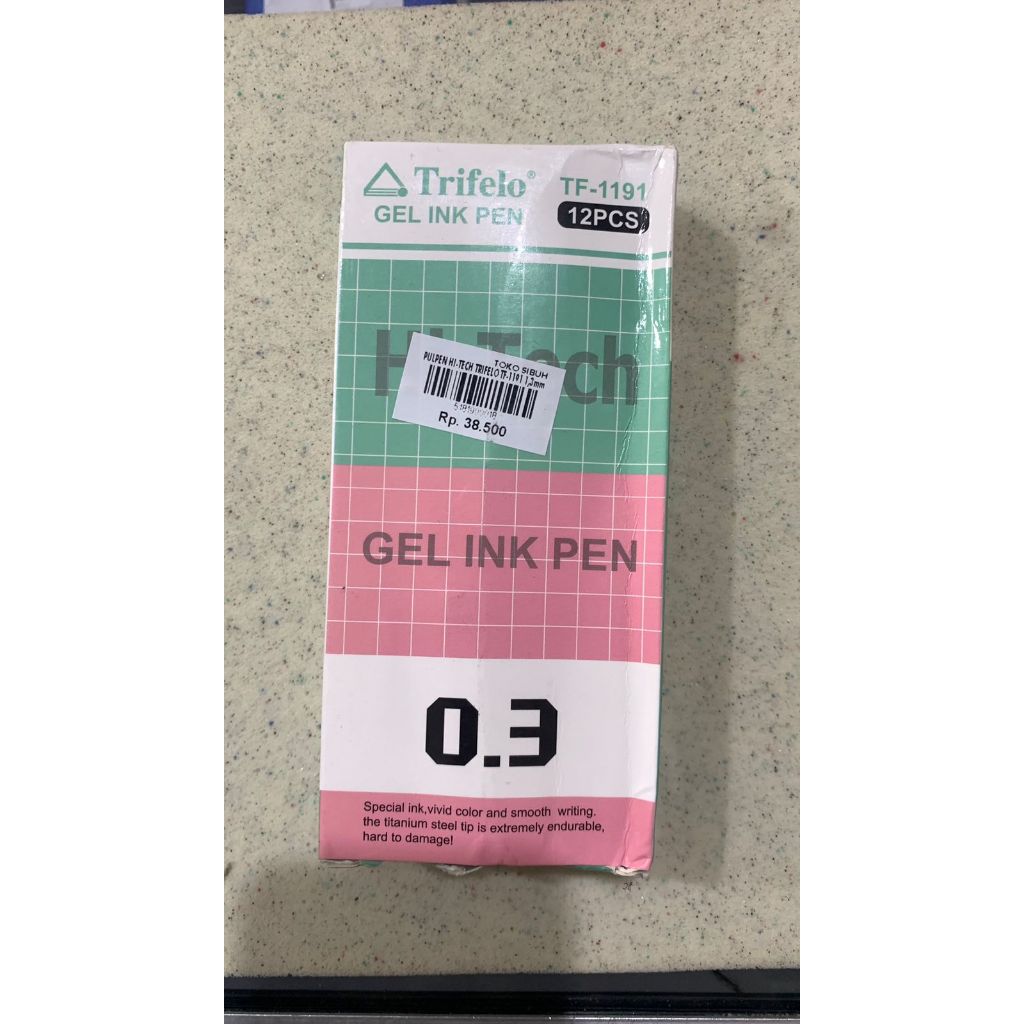 Trifelo®
TF-1191
GEL INK PEN
12PCS
Hi-Tech
TOKO SIBUH
PULPEN HI-TECH TRIFELO TF-1191
Rp. 38.500
GEL INK PEN
0.3
Special ink,vivid color and smooth writing.
the titanium steel tip is extremely endurable,
hard to damage!